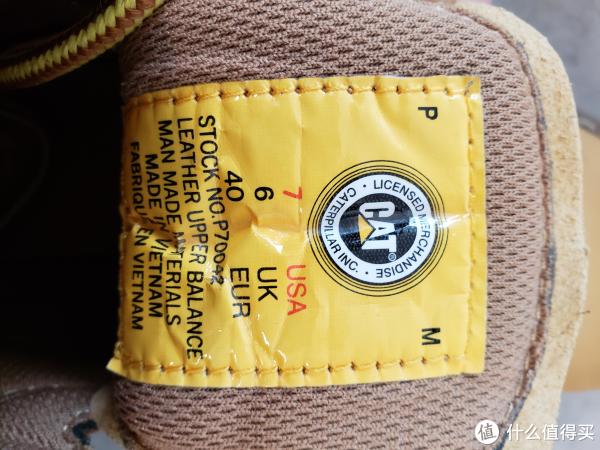 P M
LICENSED MERCHANDISE
CAT®
CATERPILLAR INC.
7 USA
6 UK
40 EUR
STOCK NO.
LEATHER UPPER BALANCE
MAN MADE MATERIALS
MADE IN VIETNAM
FABRIQUE EN VIETNAM
值 什么值得买